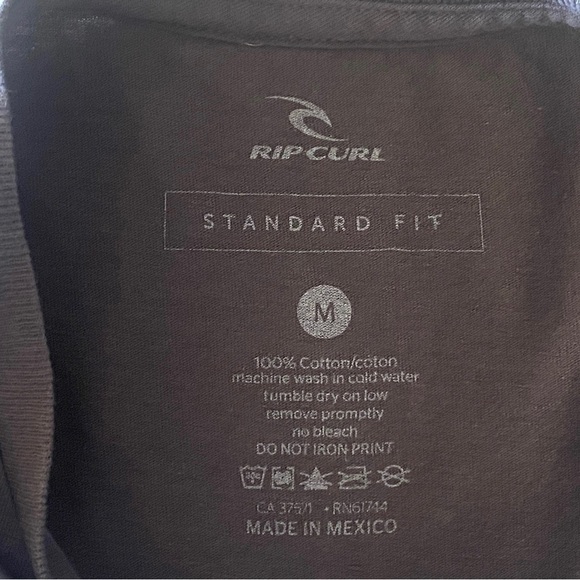 RIP CURL
STANDARD FIT
M
100% Cotton/coton
machine wash in cold water
tumble dry on low
remove promptly
no bleach
DO NOT IRON PRINT
CA 37571 • RN61744
MADE IN MEXICO